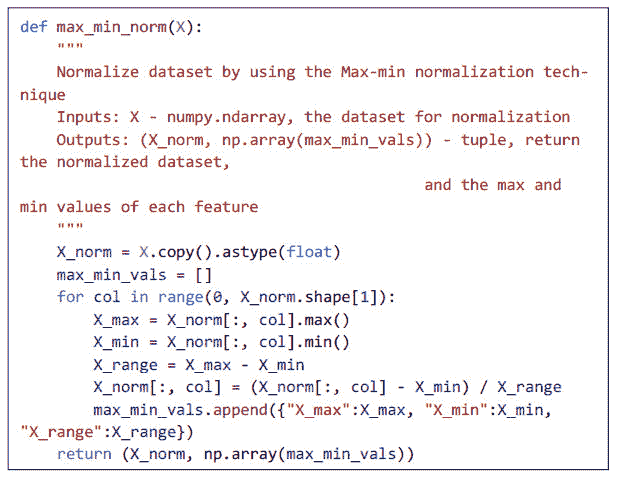 def max_min_norm(X):
    """
    Normalize dataset by using the Max-min normalization tech-
nique
    Inputs: X - numpy.ndarray, the dataset for normalization
    Outputs: (X_norm, np.array(max_min_vals)) - tuple, return
the normalized dataset,
                                            and the max and
min values of each feature
    """
    X_norm = X.copy().astype(float)
    max_min_vals = []
    for col in range(0, X_norm.shape[1]):
        X_max = X_norm[:, col].max()
        X_min = X_norm[:, col].min()
        X_range = X_max - X_min
        X_norm[:, col] = (X_norm[:, col] - X_min) / X_range
        max_min_vals.append({"X_max":X_max, "X_min":X_min,
"X_range":X_range})
    return (X_norm, np.array(max_min_vals))